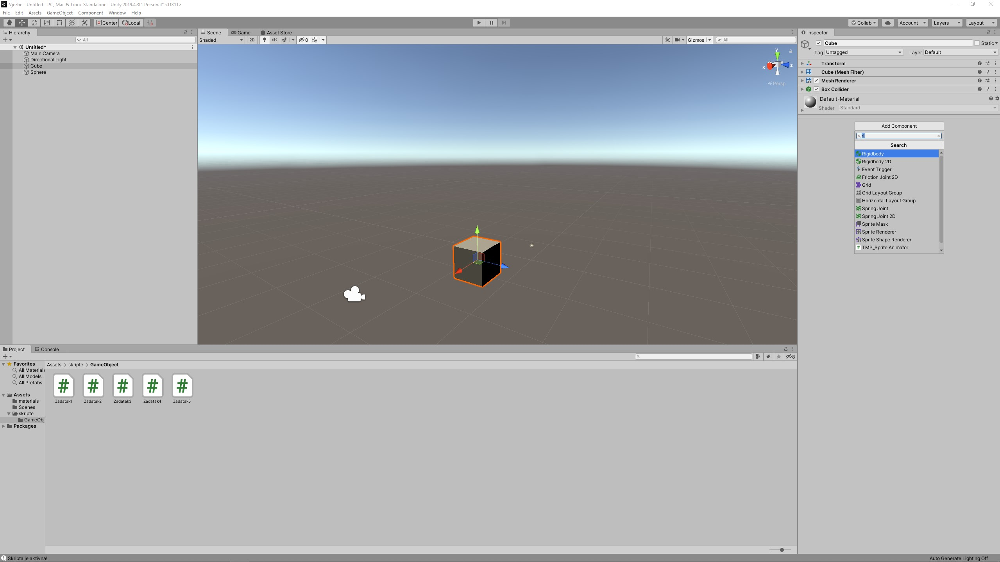 Vjezbe - Untitled - PC, Mac & Linux Standalone - Unity 2019.4.3f1 Personal* <DX11>
File Edit Assets GameObject Component Window Help
Center Local Collab Account Layers Layout
Hierarchy
All
Untitled*
Main Camera
Directional Light
Cube
Sphere
Scene Game Asset Store
Shaded 2D 0 Gizmos All
y
x
z
Persp
Inspector
Cube Static
Tag Untagged Layer Default
Transform
Cube (Mesh Filter)
Mesh Renderer
Box Collider
Default-Material
Shader Standard
Add Component
ri
Search
Rigidbody
Rigidbody 2D
Event Trigger
Friction Joint 2D
Grid
Grid Layout Group
Horizontal Layout Group
Spring Joint
Spring Joint 2D
Sprite Mask
Sprite Renderer
Sprite Shape Renderer
TMP_Sprite Animator
Project Console
8
Favorites
All Materials
All Models
All Prefabs
Assets
materials
Scenes
skripte
GameObj
Packages
Assets > skripte > GameObject
# # # # #
Zadatak1 Zadatak2 Zadatak3 Zadatak4 Zadatak5
Skripta je aktivna!
Auto Generate Lighting Off